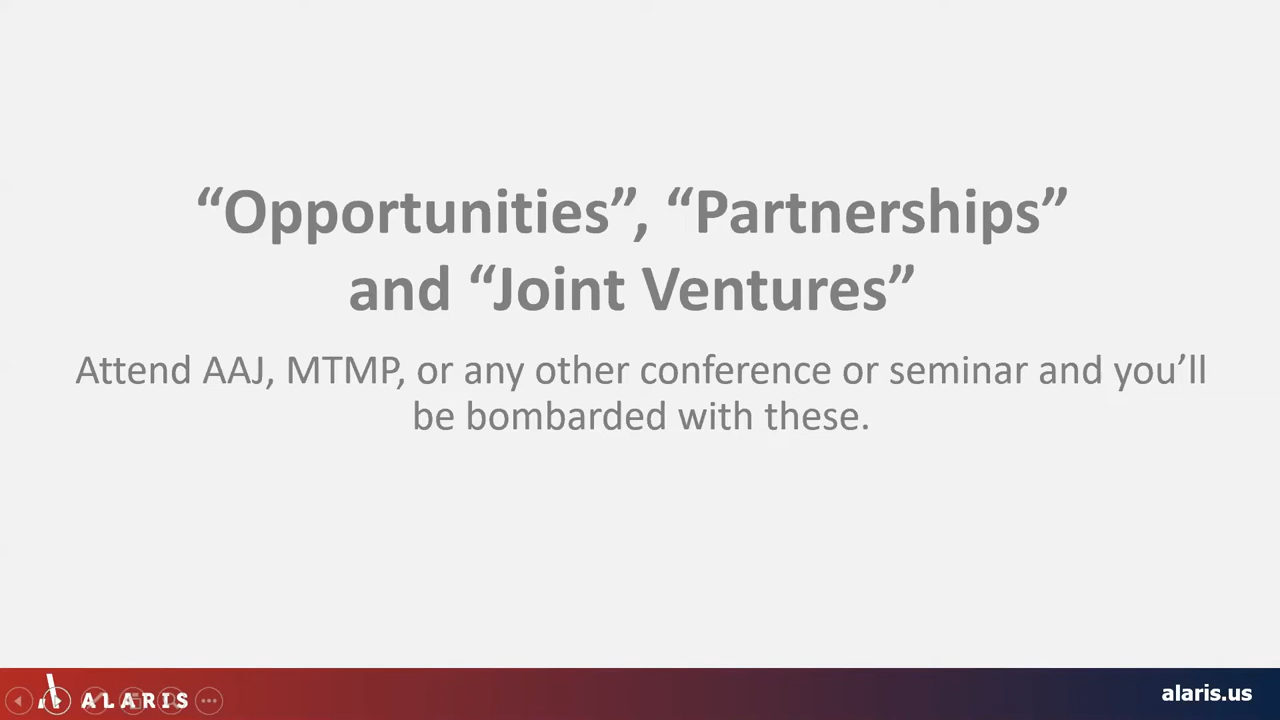 “Opportunities”, “Partnerships”
and “Joint Ventures”
Attend AAJ, MTMP, or any other conference or seminar and you’ll
be bombarded with these.
ALARIS
alaris.us